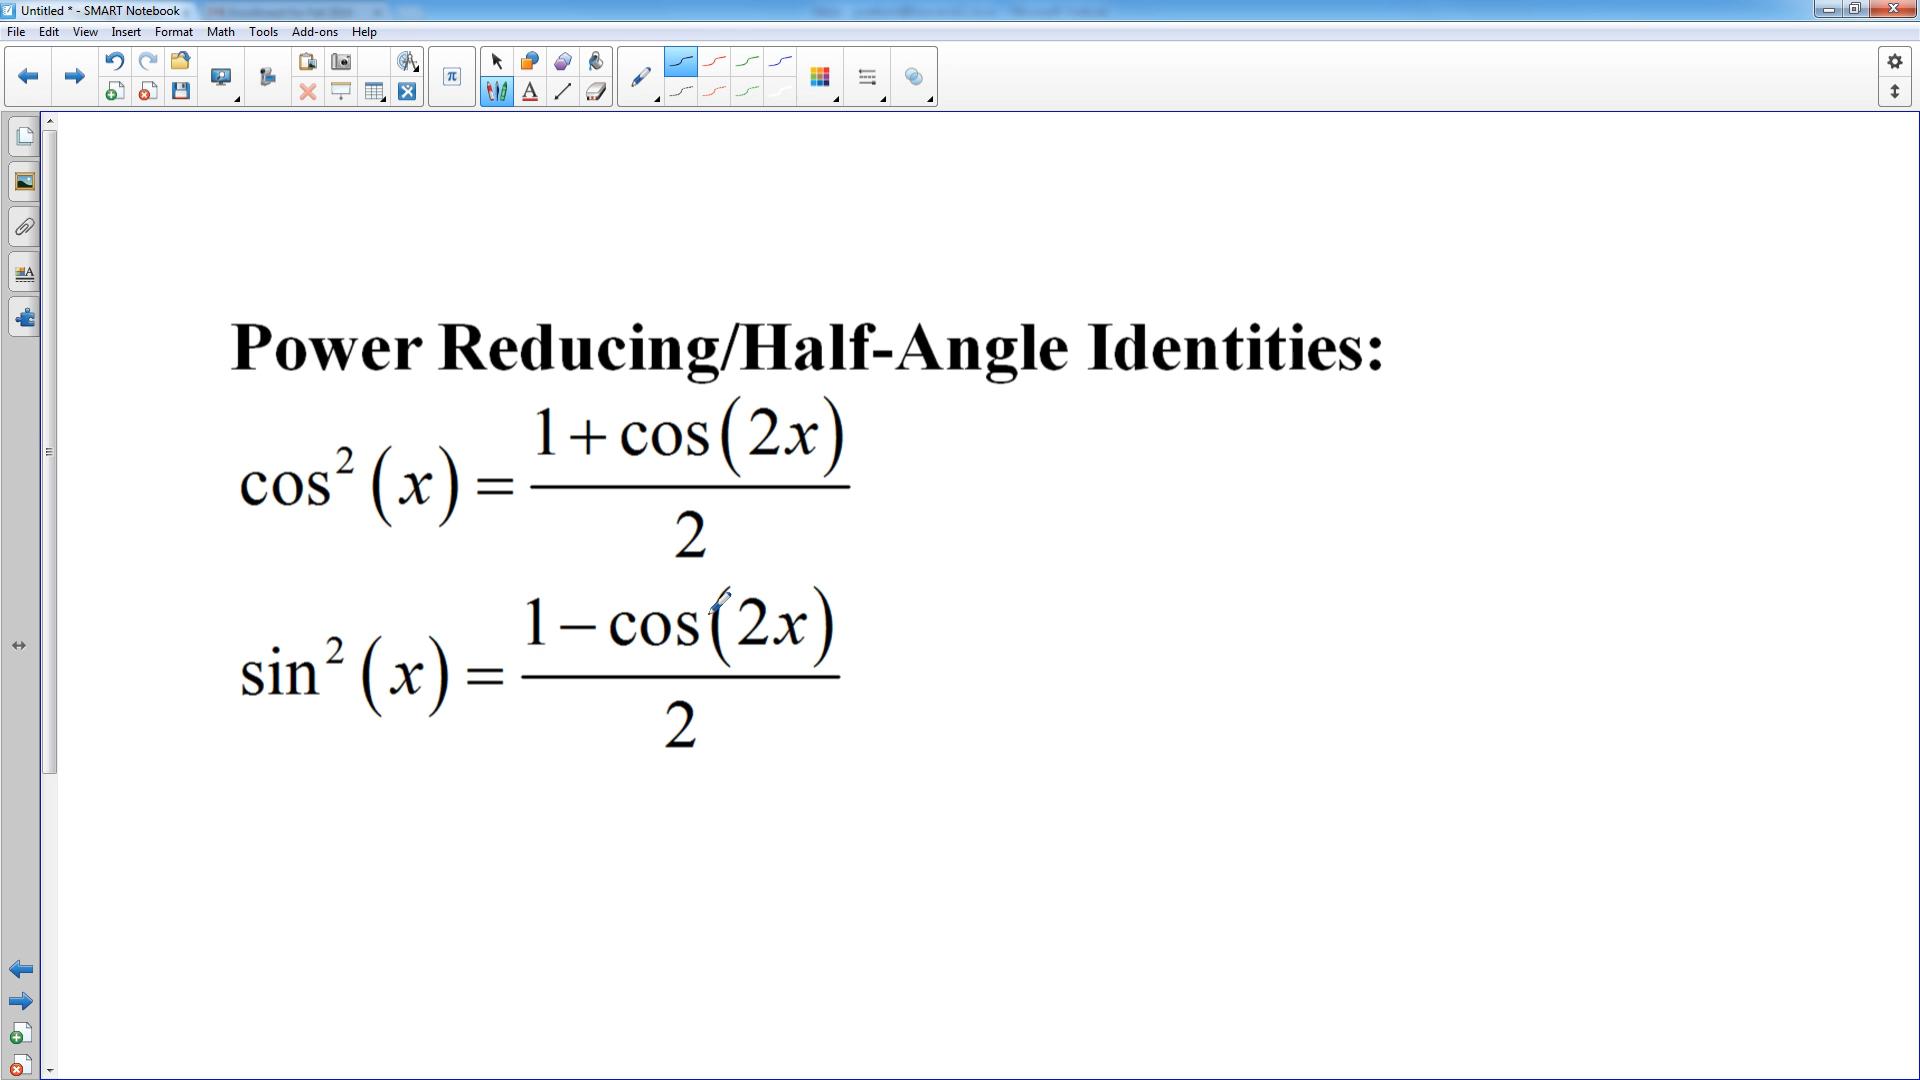 Untitled * - SMART Notebook
File Edit View Insert Format Math Tools Add-ons Help
π
A
A
Power Reducing/Half-Angle Identities:
cos²(x) = (1 + cos(2x))/2
sin²(x) = (1 − cos(2x))/2